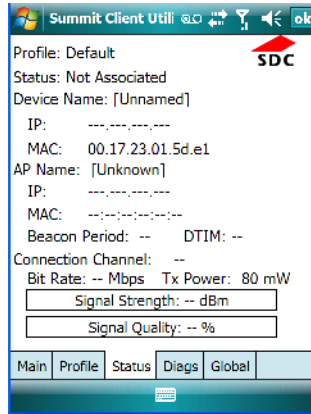 Summit Client Utili ok
Profile: Default
SDC
Status: Not Associated
Device Name: [Unnamed]
IP: ---.---.---.---
MAC: 00.17.23.01.5d.e1
AP Name: [Unknown]
IP: ---.---.---.---
MAC: --:--:--:--:--:--
Beacon Period: -- DTIM: --
Connection Channel: --
Bit Rate: -- Mbps Tx Power: 80 mW
Signal Strength: -- dBm
Signal Quality: -- %
Main Profile Status Diags Global